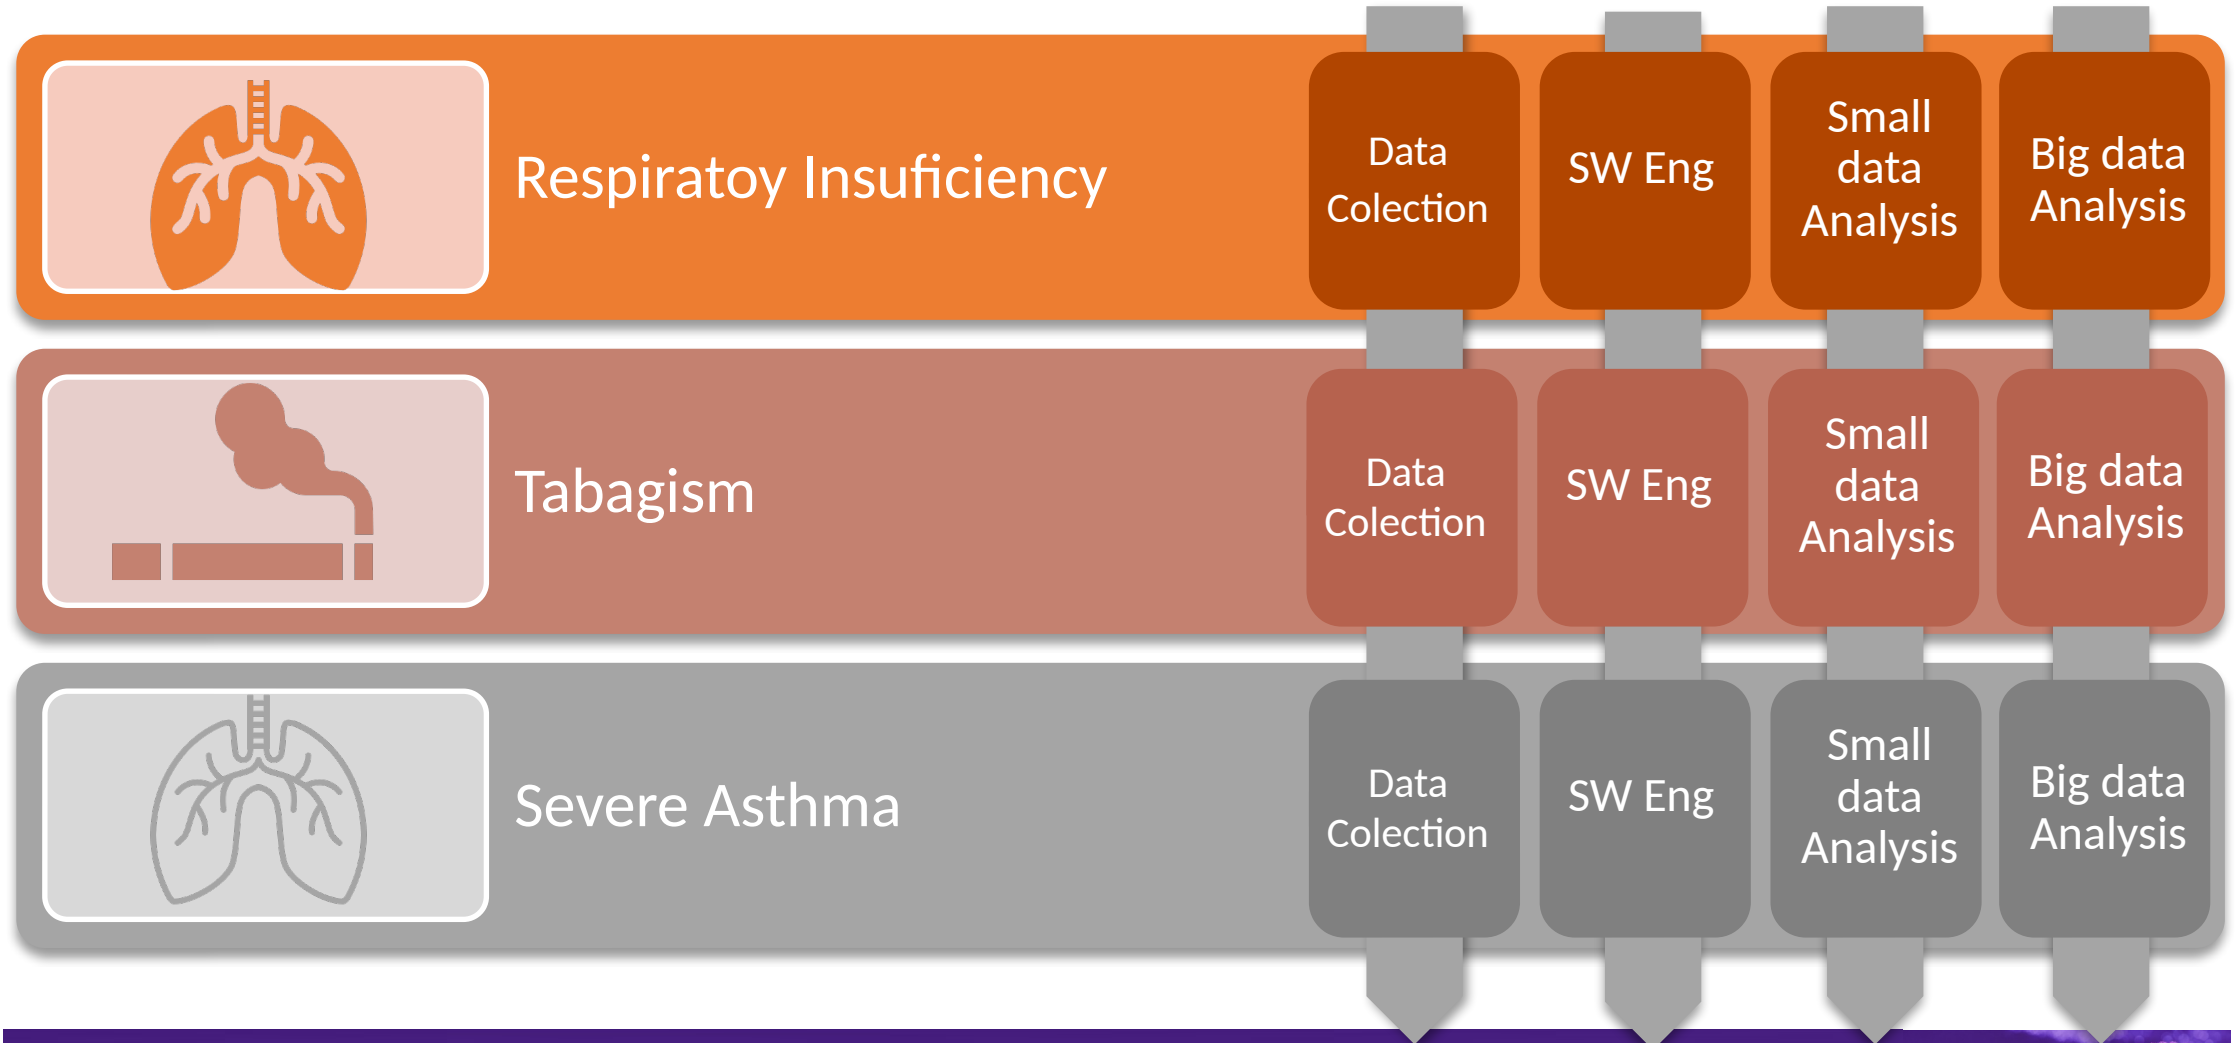 Respiratoy Insuficiency
Data
Colection
SW Eng
Small
data
Analysis
Big data
Analysis
Tabagism
Data
Colection
SW Eng
Small
data
Analysis
Big data
Analysis
Severe Asthma
Data
Colection
SW Eng
Small
data
Analysis
Big data
Analysis